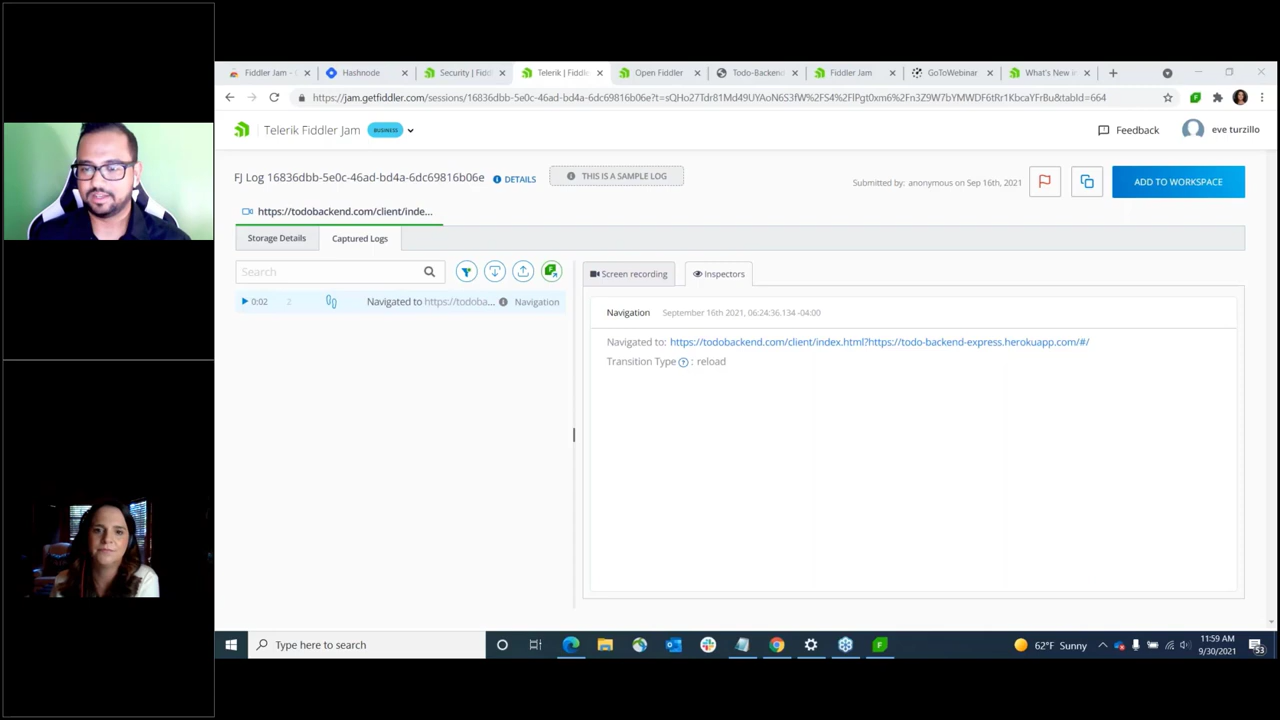 Fiddler Jam -
Hashnode
Security | Fidd
Telerik | Fiddle
Open Fiddler
Todo-Backend
Fiddler Jam
GoToWebinar
What's New i
https://jam.getfiddler.com/sessions/16836dbb-5e0c-46ad-bd4a-6dc69816b06e?t=sQHo27Tdr81Md49UYAoN6S3fW%2FS4%2FlPgt0xm6%2Fn3Z9W7bYMWDF6tRr1KbcaYFrBu&tabId=664
Telerik Fiddler Jam
BUSINESS
Feedback
eve turzillo
FJ Log 16836dbb-5e0c-46ad-bd4a-6dc69816b06e
DETAILS
THIS IS A SAMPLE LOG
Submitted by: anonymous on Sep 16th, 2021
ADD TO WORKSPACE
https://todobackend.com/client/inde...
Storage Details
Captured Logs
Search
0:02 2 Navigated to https://todoba... Navigation
Screen recording
Inspectors
Navigation September 16th 2021, 06:24:36.134 -04:00
Navigated to: https://todobackend.com/client/index.html?https://todo-backend-express.herokuapp.com/#/
Transition Type ? : reload
Type here to search
62°F Sunny
11:59 AM
9/30/2021
53